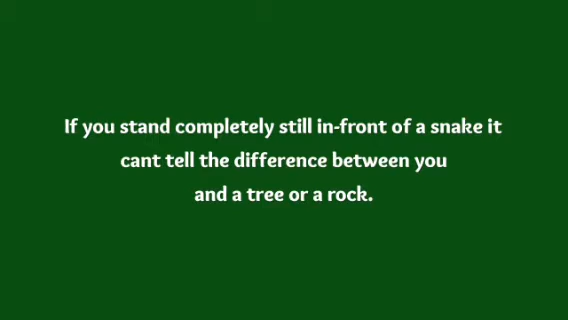 If you stand completely still in-front of a snake it
cant tell the difference between you
and a tree or a rock.